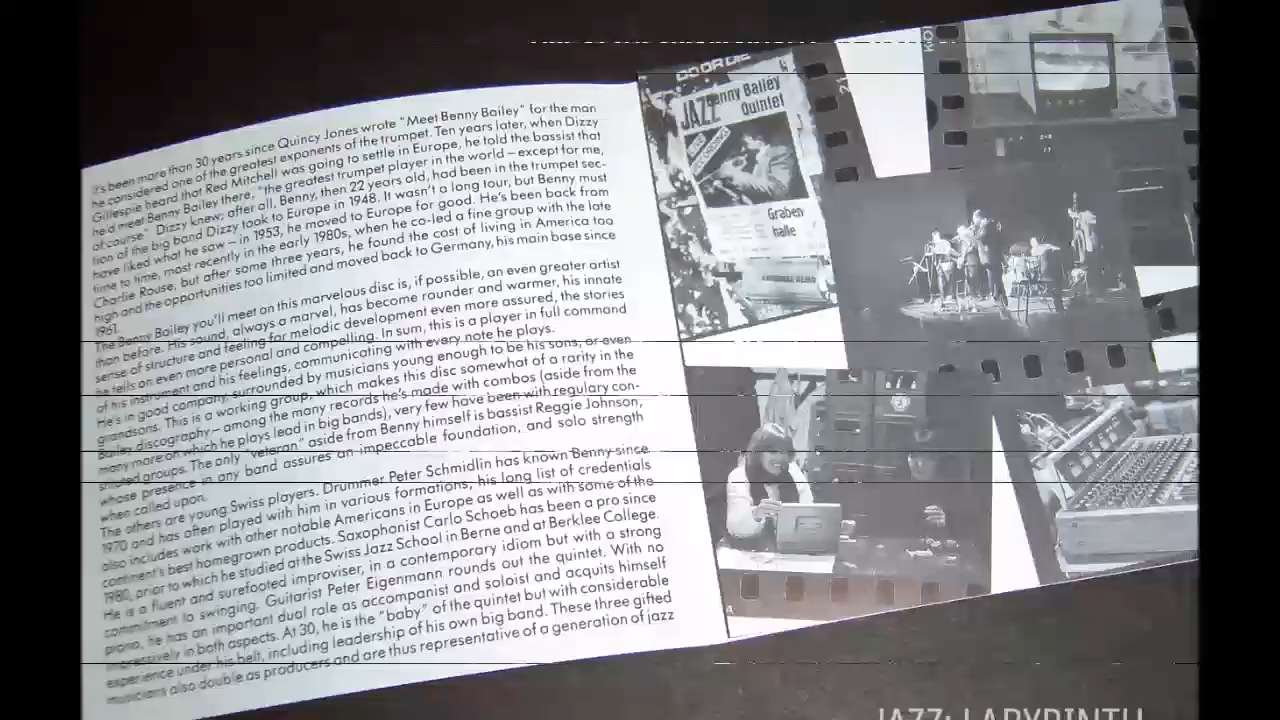 It's been more than 30 years since Quincy Jones wrote "Meet Benny Bailey" for the man
he considered one of the greatest exponents of the trumpet. Ten years later, when Dizzy
Gillespie heard that Red Mitchell was going to settle in Europe, he told the bassist that
he'd meet Benny Bailey there, "the greatest trumpet player in the world – except for me,
of course." Dizzy knew; after all, Benny, then 22 years old, had been in the trumpet sec-
tion of the big band Dizzy took to Europe in 1948. It wasn't a long tour, but Benny must
have liked what he saw – in 1953, he moved to Europe for good. He's been back from
time to time, most recently in the early 1980s, when he co-led a fine group with the late
Charlie Rouse, but after some three years, he found the cost of living in America too
high and the opportunities too limited and moved back to Germany, his main base since
1961.
The Benny Bailey you'll meet on this marvelous disc is, if possible, an even greater artist
than before. His sound, always a marvel, has become rounder and warmer, his innate
sense of structure and feeling for melodic development even more assured, the stories
he tells on even more personal and compelling. In sum, this is a player in full command
of his instrument and his feelings, communicating with every note he plays.
He's in good company, surrounded by musicians young enough to be his sons, or even
grandsons. This is a working group, which makes this disc somewhat of a rarity in the
Bailey discography – among the many records he's made with combos (aside from the
many more on which he plays lead in big bands), very few have been with regulary con-
stituted groups. The only "veteran" aside from Benny himself is bassist Reggie Johnson,
whose presence in any band assures an impeccable foundation, and solo strength
when called upon.
The others are young Swiss players. Drummer Peter Schmidlin has known Benny since
1970 and has often played with him in various formations; his long list of credentials
also includes work with other notable Americans in Europe as well as with some of the
continent's best homegrown products. Saxophonist Carlo Schoeb has been a pro since
1980, prior to which he studied at the Swiss Jazz School in Berne and at Berklee College.
He is a fluent and surefooted improviser, in a contemporary idiom but with a strong
commitment to swinging. Guitarist Peter Eigenmann rounds out the quintet. With no
piano, he has an important dual role as accompanist and soloist and acquits himself
impressively in both aspects. At 30, he is the "baby" of the quintet but with considerable
experience under his belt, including leadership of his own big band. These three gifted
musicians also double as producers and are thus representative of a generation of jazz
DO OR DIE
JAZZ
Benny Bailey
Quintet
Graben
halle
21
KO
JAZZ: LABYRINTH